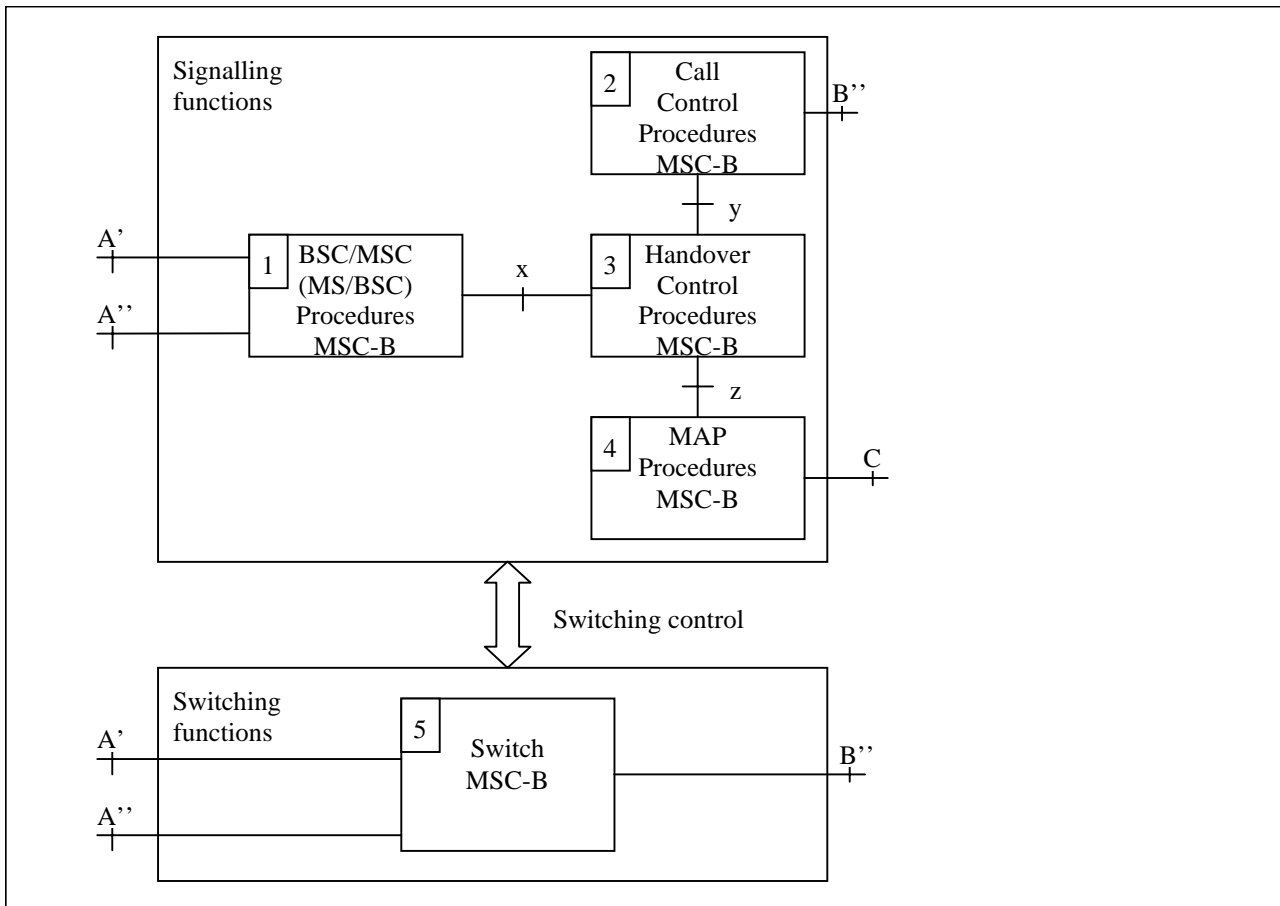 Signalling
functions
2
Call
Control
Procedures
MSC-B
B’’
y
A’
A’’
1
BSC/MSC
(MS/BSC)
Procedures
MSC-B
x
3
Handover
Control
Procedures
MSC-B
z
4
MAP
Procedures
MSC-B
C
Switching control
Switching
functions
A’
A’’
5
Switch
MSC-B
B’’